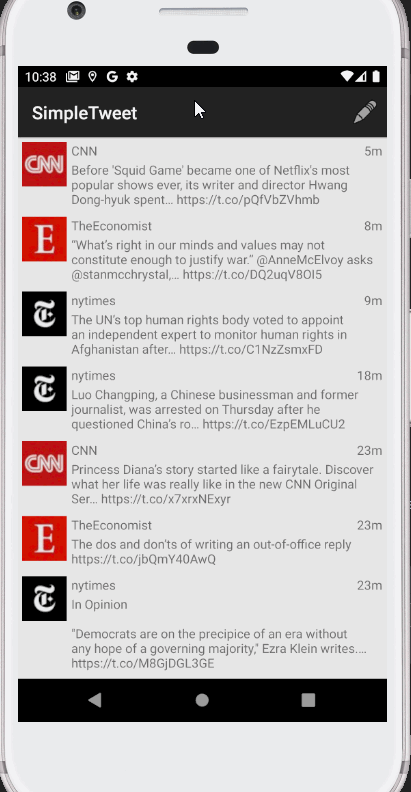 10:38
SimpleTweet
CNN 5m
Before 'Squid Game' became one of Netflix's most
popular shows ever, its writer and director Hwang
Dong-hyuk spent… https://t.co/pQfVbZVhmb
TheEconomist 8m
"What's right in our minds and values may not
constitute enough to justify war." @AnneMcElvoy asks
@stanmcchrystal,… https://t.co/DQ2uqV8OI5
nytimes 9m
The UN's top human rights body voted to appoint
an independent expert to monitor human rights in
Afghanistan after… https://t.co/C1NzZsmxFD
nytimes 18m
Luo Changping, a Chinese businessman and former
journalist, was arrested on Thursday after he
questioned China's ro… https://t.co/EzpEMLuCU2
CNN 23m
Princess Diana's story started like a fairytale. Discover
what her life was really like in the new CNN Original
Ser… https://t.co/x7xrxNExyr
TheEconomist 23m
The dos and don'ts of writing an out-of-office reply
https://t.co/jbQmY40AwQ
nytimes 23m
In Opinion
"Democrats are on the precipice of an era without
any hope of a governing majority," Ezra Klein writes.…
https://t.co/M8GjDGL3GE